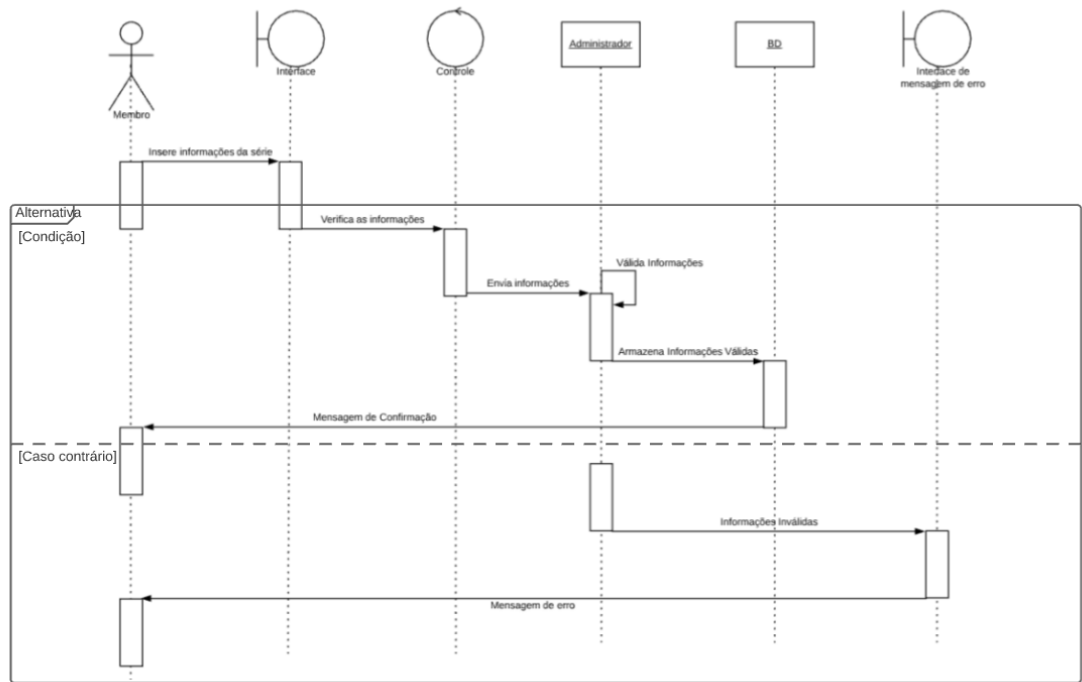 Administrador
BD
Interface
Controle
Intedace de
mensagem de erro
Membro
Insere informações da série
Alternativa
[Condição]
Verifica as informações
Válida Informações
Envia informações
Armazena Informações Válidas
Mensagem de Confirmação
[Caso contrário]
Informações Inválidas
Mensagem de erro